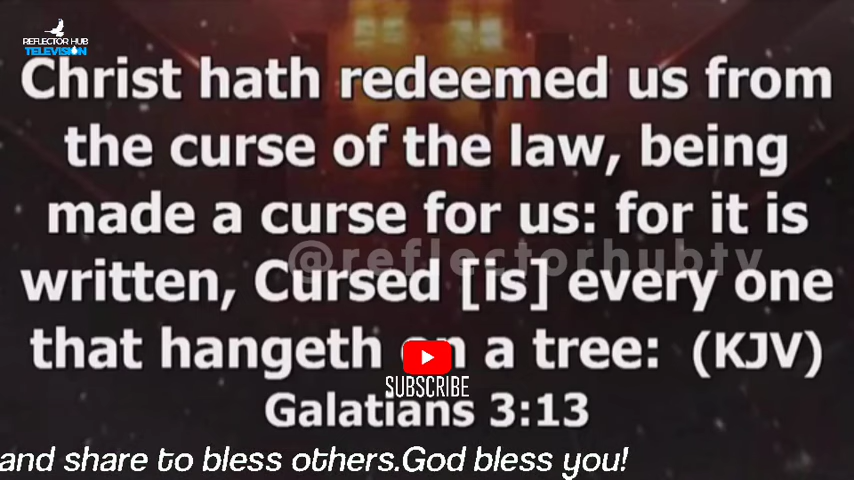 REFLECTOR HUB
TELEVISION
Christ hath redeemed us from
the curse of the law, being
made a curse for us: for it is
@reflectorhubtv
written, Cursed [is] every one
that hangeth on a tree: (KJV)
SUBSCRIBE
Galatians 3:13
and share to bless others.God bless you!